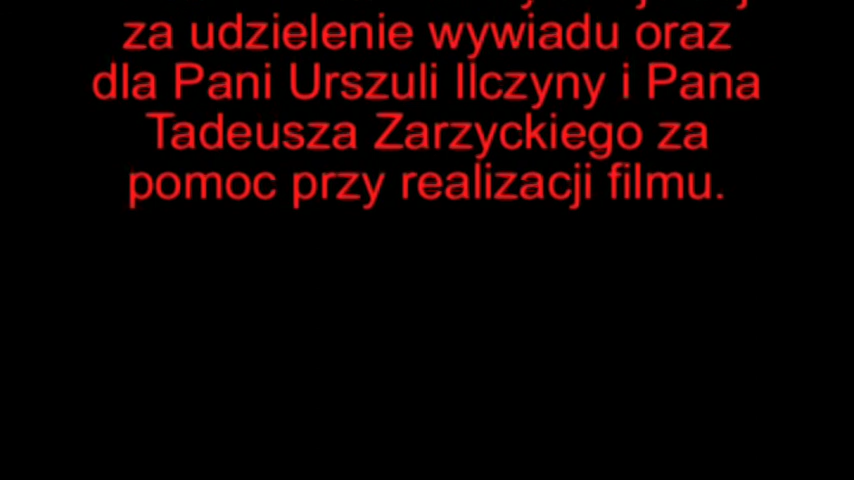 za udzielenie wywiadu oraz
dla Pani Urszuli Ilczyny i Pana
Tadeusza Zarzyckiego za
pomoc przy realizacji filmu.